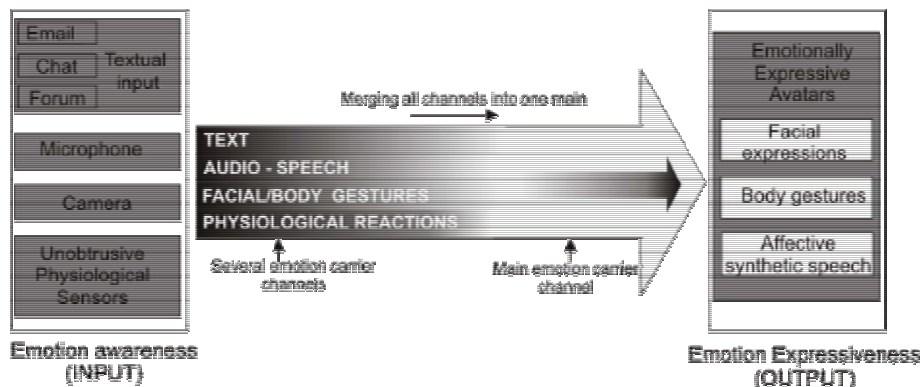 Email
Chat
Forum
Textual
input
Microphone
Camera
Unobtrusive
Physiological
Sensors
Emotion awareness
(INPUT)
Merging all channels into one main
TEXT
AUDIO - SPEECH
FACIAL/BODY GESTURES
PHYSIOLOGICAL REACTIONS
Several emotion carrier
channels
Main emotion carrier
channel
Emotionally
Expressive
Avatars
Facial
expressions
Body gestures
Affective
synthetic speech
Emotion Expressiveness
(OUTPUT)